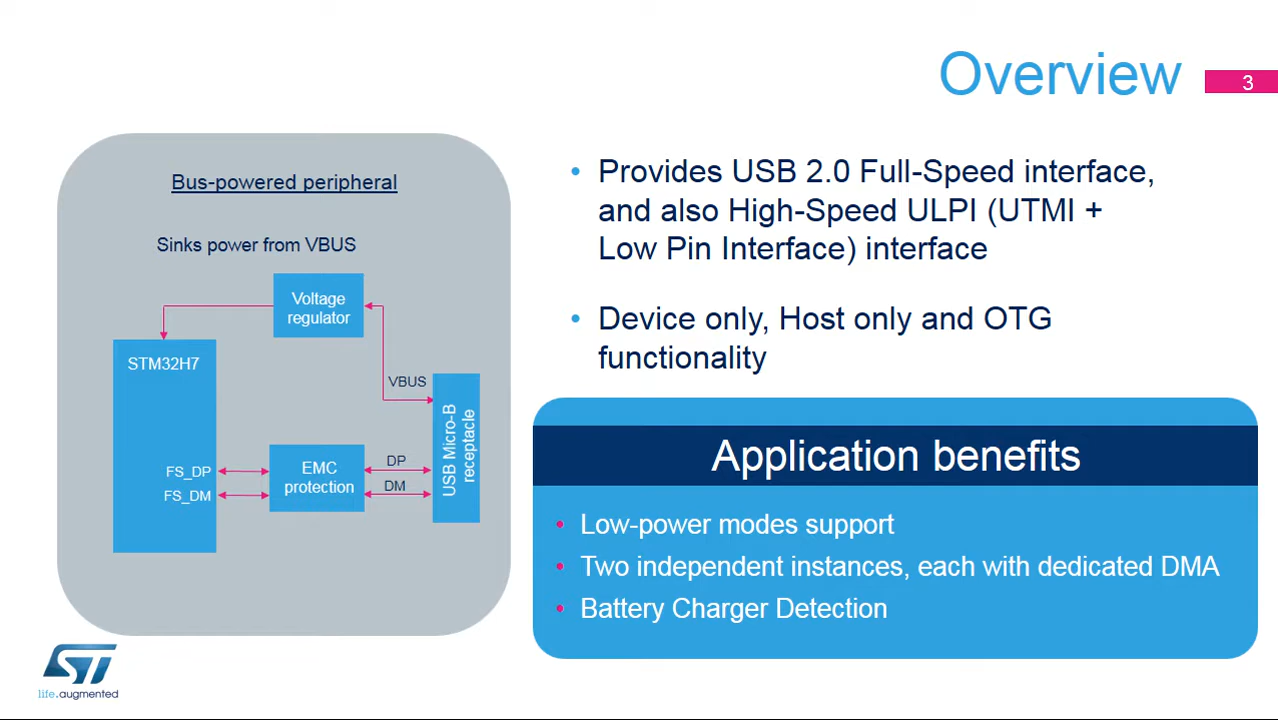 Overview
3
Bus-powered peripheral
Sinks power from VBUS
Voltage
regulator
STM32H7
VBUS
USB Micro-B
receptacle
FS_DP
FS_DM
EMC
protection
DP
DM
• Provides USB 2.0 Full-Speed interface,
and also High-Speed ULPI (UTMI +
Low Pin Interface) interface
• Device only, Host only and OTG
functionality
Application benefits
• Low-power modes support
• Two independent instances, each with dedicated DMA
• Battery Charger Detection
ST
life.augmented